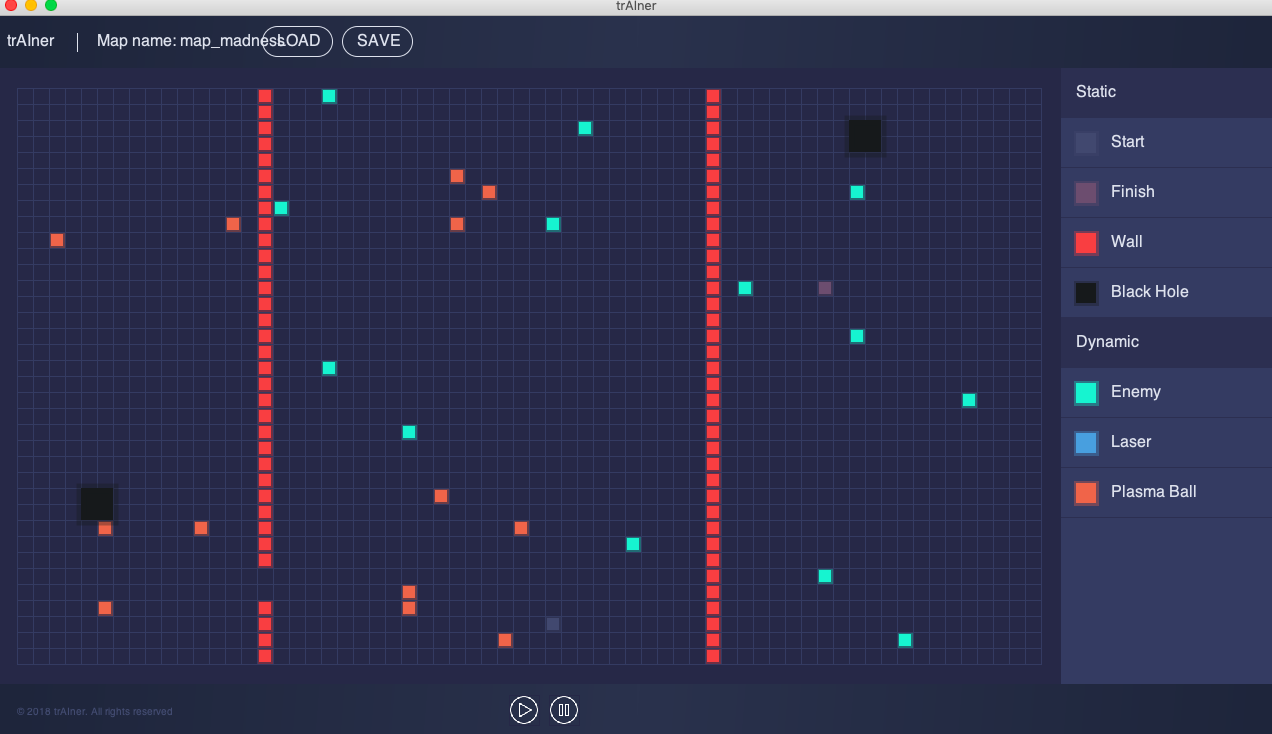 trAIner
trAIner | Map name: map_madness LOAD SAVE
Static
Start
Finish
Wall
Black Hole
Dynamic
Enemy
Laser
Plasma Ball
© 2018 trAIner. All rights reserved